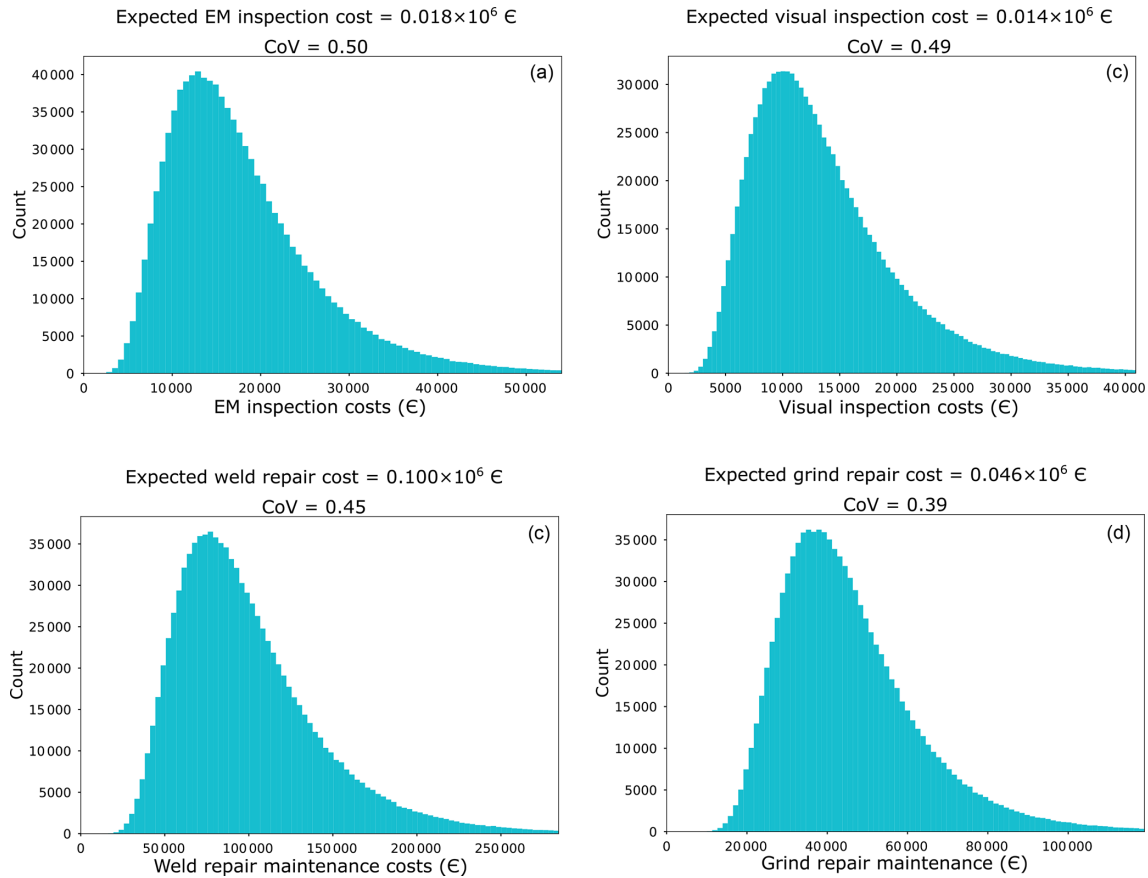 Expected EM inspection cost = 0.018×10⁶ Є
CoV = 0.50
(a)
40 000
35 000
30 000
25 000
20 000
15 000
10 000
5000
0
Count
0 10 000 20 000 30 000 40 000 50 000
EM inspection costs (Є)
Expected visual inspection cost = 0.014×10⁶ Є
CoV = 0.49
(c)
30 000
25 000
20 000
15 000
10 000
5000
0
Count
0 5000 10 000 15 000 20 000 25 000 30 000 35 000 40 000
Visual inspection costs (Є)
Expected weld repair cost = 0.100×10⁶ Є
CoV = 0.45
(c)
35 000
30 000
25 000
20 000
15 000
10 000
5000
0
Count
0 50 000 100 000 150 000 200 000 250 000
Weld repair maintenance costs (Є)
Expected grind repair cost = 0.046×10⁶ Є
CoV = 0.39
(d)
35 000
30 000
25 000
20 000
15 000
10 000
5000
0
Count
0 20 000 40 000 60 000 80 000 100 000
Grind repair maintenance (Є)